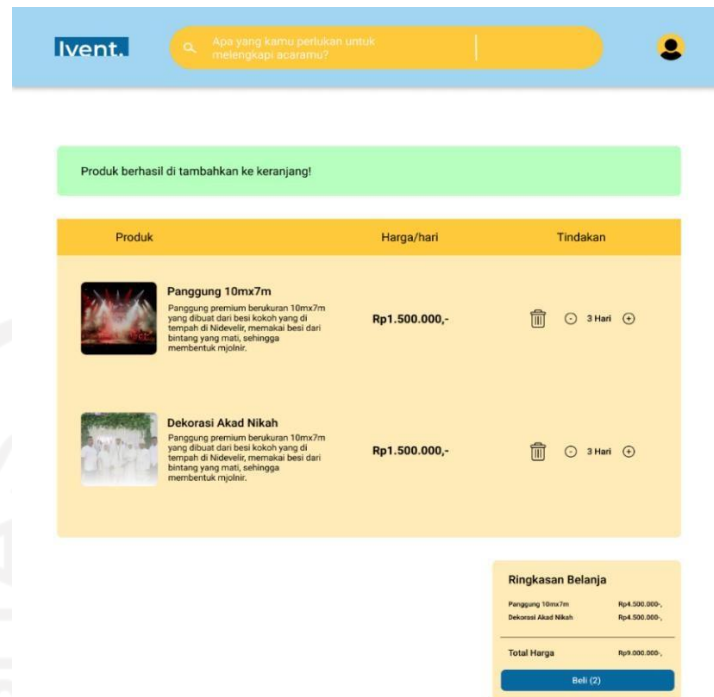 Ivent.
Apa yang kamu perlukan untuk
melengkapi acaramu?
Produk berhasil di tambahkan ke keranjang!
Produk Harga/hari Tindakan
Panggung 10mx7m
Panggung premium berukuran 10mx7m
yang dibuat dari besi kokoh yang di
tempah di Nidevelir, memakai besi dari
bintang yang mati, sehingga
membentuk mjolnir.
Rp1.500.000,-
3 Hari
Dekorasi Akad Nikah
Panggung premium berukuran 10mx7m
yang dibuat dari besi kokoh yang di
tempah di Nidevelir, memakai besi dari
bintang yang mati, sehingga
membentuk mjolnir.
Rp1.500.000,-
3 Hari
Ringkasan Belanja
Panggung 10mx7m Rp4.500.000-,
Dekorasi Akad Nikah Rp4.500.000-,
Total Harga Rp9.000.000-,
Beli (2)